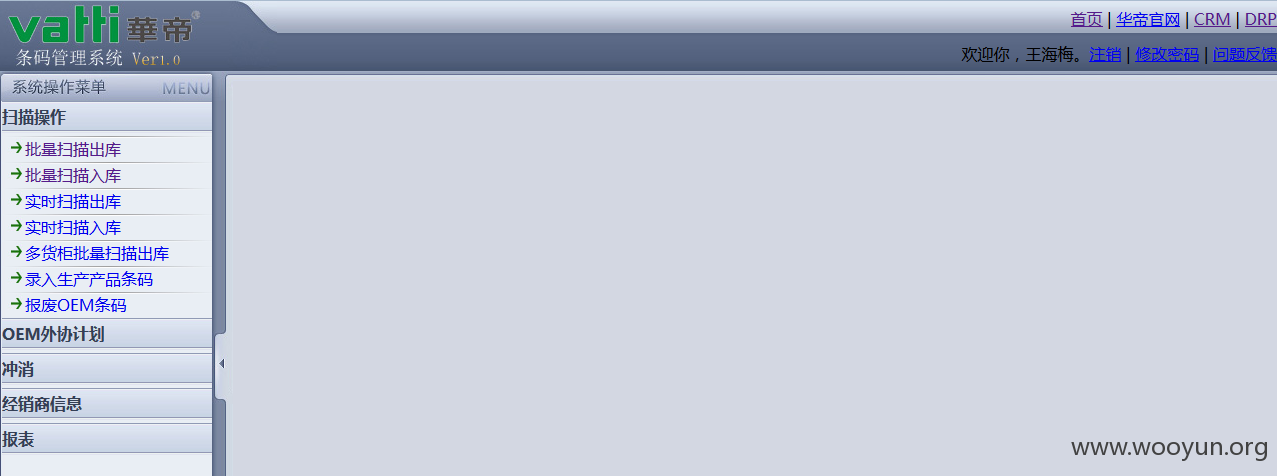 vatti 華帝®
条码管理系统 Ver1.0
首页 | 华帝官网 | CRM | DRP
欢迎你，王海梅。注销 | 修改密码 | 问题反馈
系统操作菜单 MENU
扫描操作
批量扫描出库
批量扫描入库
实时扫描出库
实时扫描入库
多货柜批量扫描出库
录入生产产品条码
报废OEM条码
OEM外协计划
冲消
经销商信息
报表
www.wooyun.org